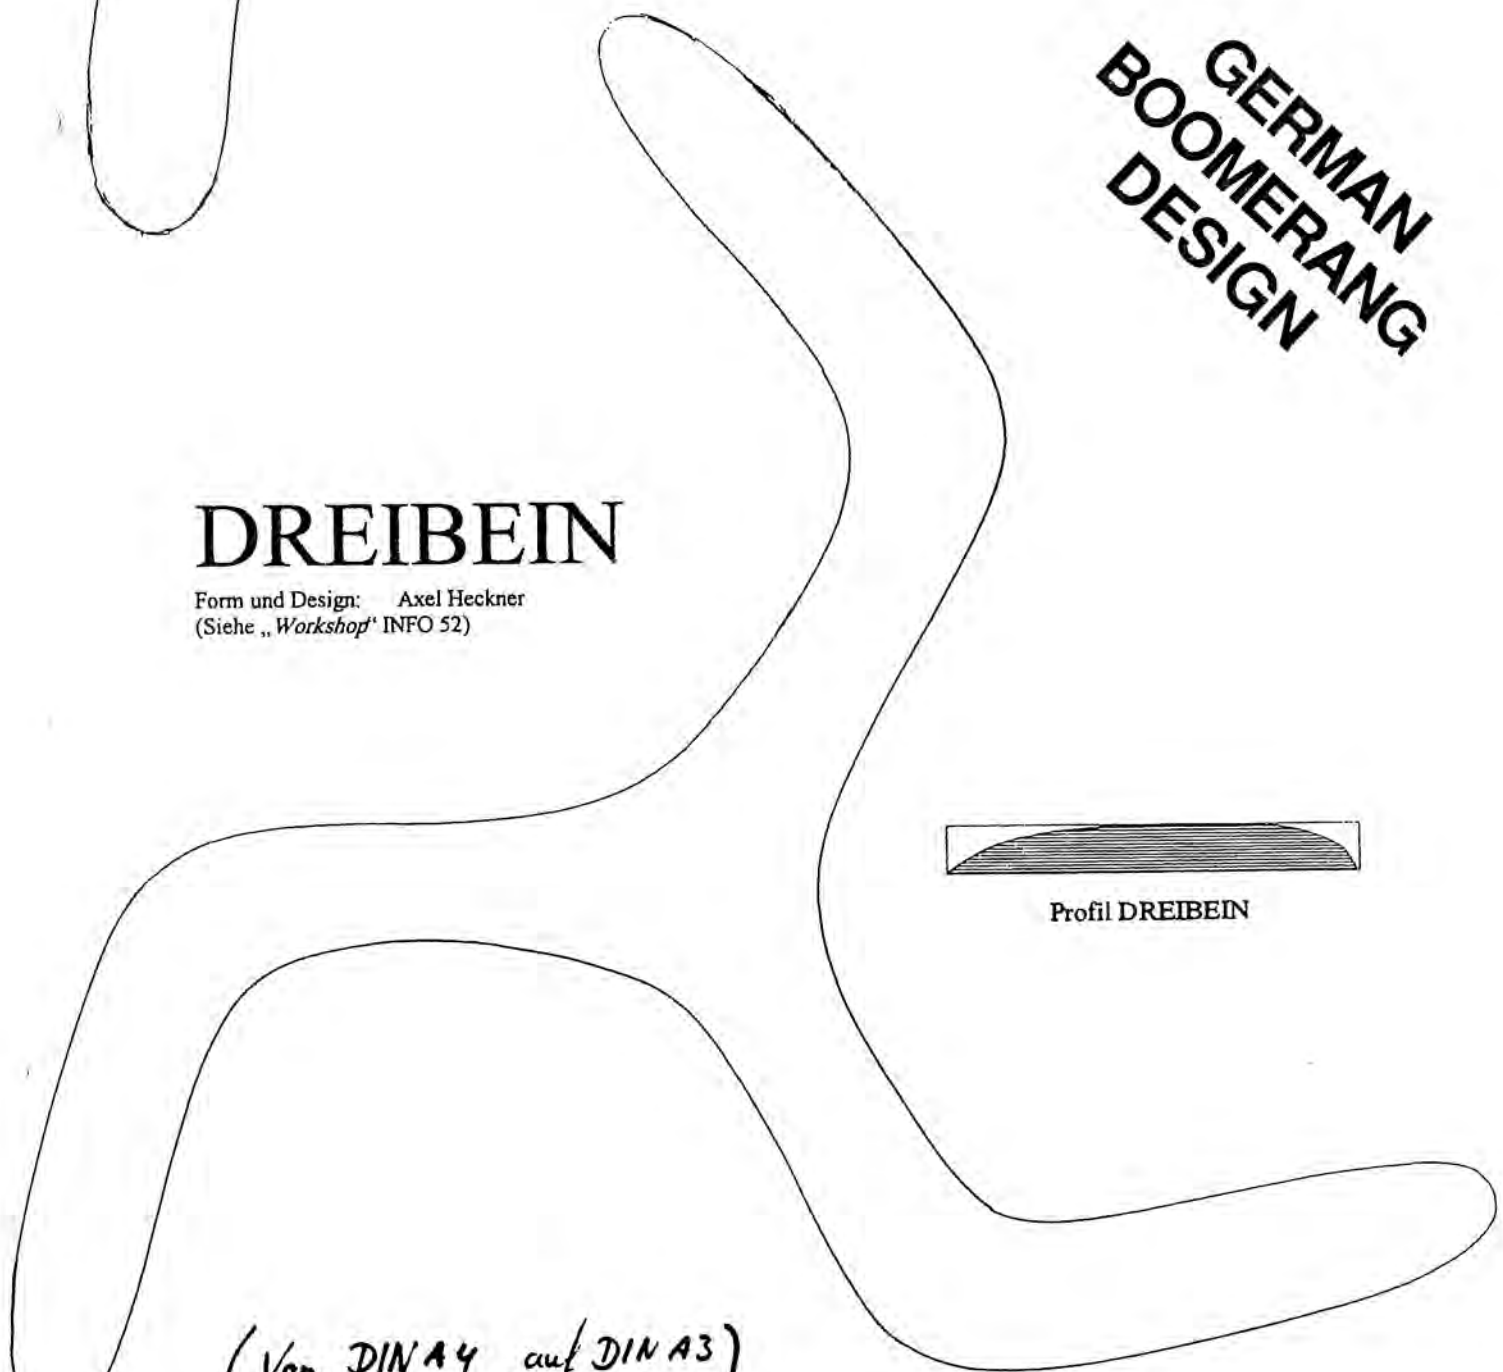 GERMAN
BOOMERANG
DESIGN
DREIBEIN
Form und Design: Axel Heckner
(Siehe „Workshop“ INFO 52)
Profil DREIBEIN
(Von DIN A4 auf DIN A3)